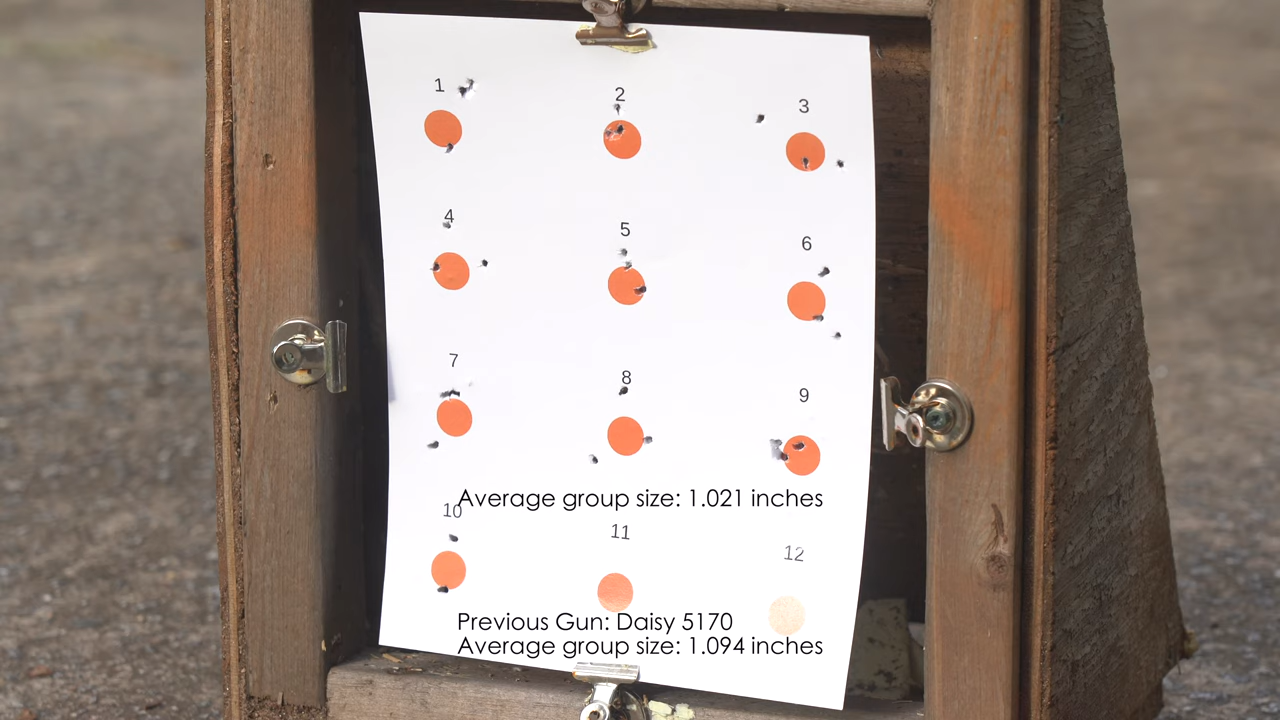 1 2 3
4 5 6
7 8 9
Average group size: 1.021 inches
10 11 12
Previous Gun: Daisy 5170
Average group size: 1.094 inches